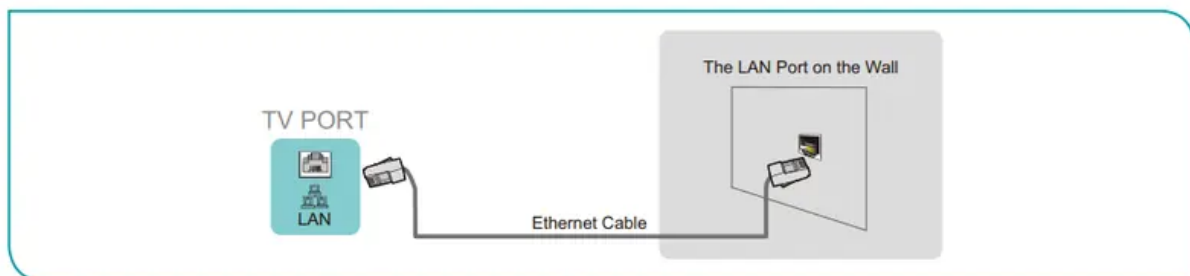 The LAN Port on the Wall
TV PORT
LAN
Ethernet Cable